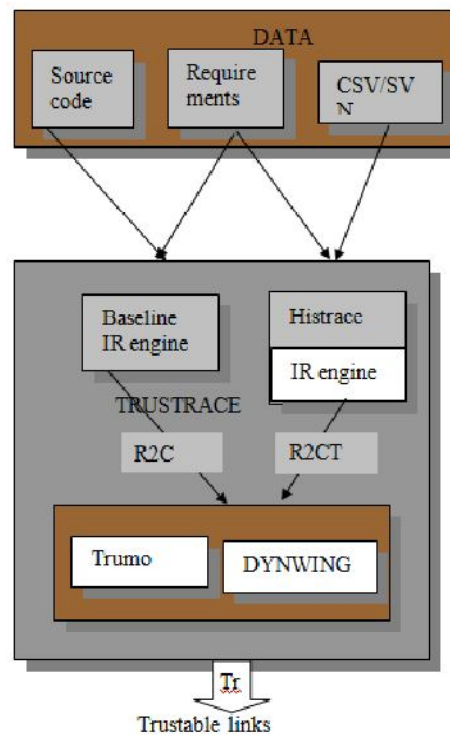 DATA
Source
code
Require
ments
CSV/SV
N
Baseline
IR engine
Histrace
IR engine
TRUSTRACE
R2C
R2CT
Trumo
DYNWING
Tr
Trustable links